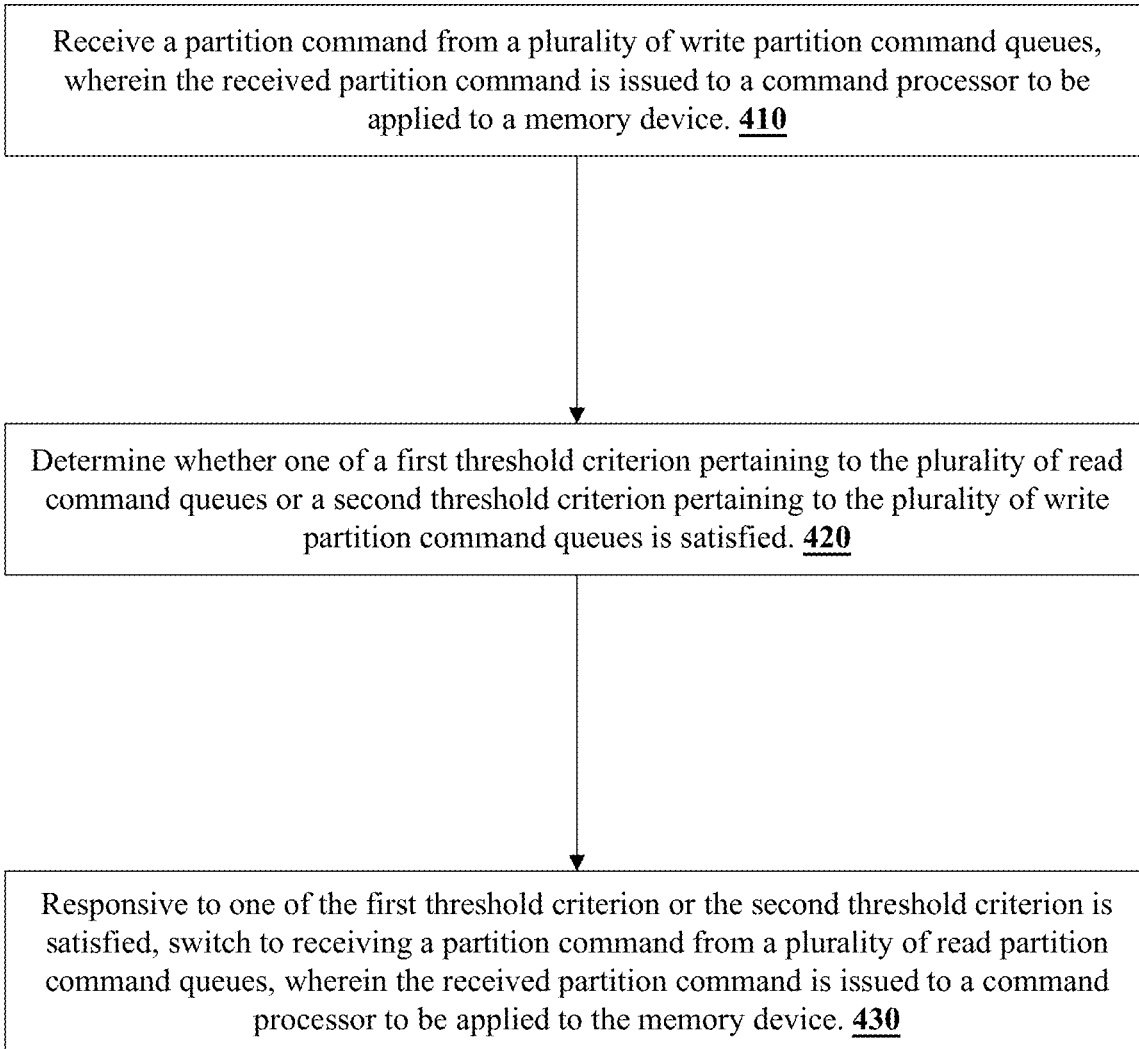 Receive a partition command from a plurality of write partition command queues,
wherein the received partition command is issued to a command processor to be
applied to a memory device. 410
Determine whether one of a first threshold criterion pertaining to the plurality of read
command queues or a second threshold criterion pertaining to the plurality of write
partition command queues is satisfied. 420
Responsive to one of the first threshold criterion or the second threshold criterion is
satisfied, switch to receiving a partition command from a plurality of read partition
command queues, wherein the received partition command is issued to a command
processor to be applied to the memory device. 430